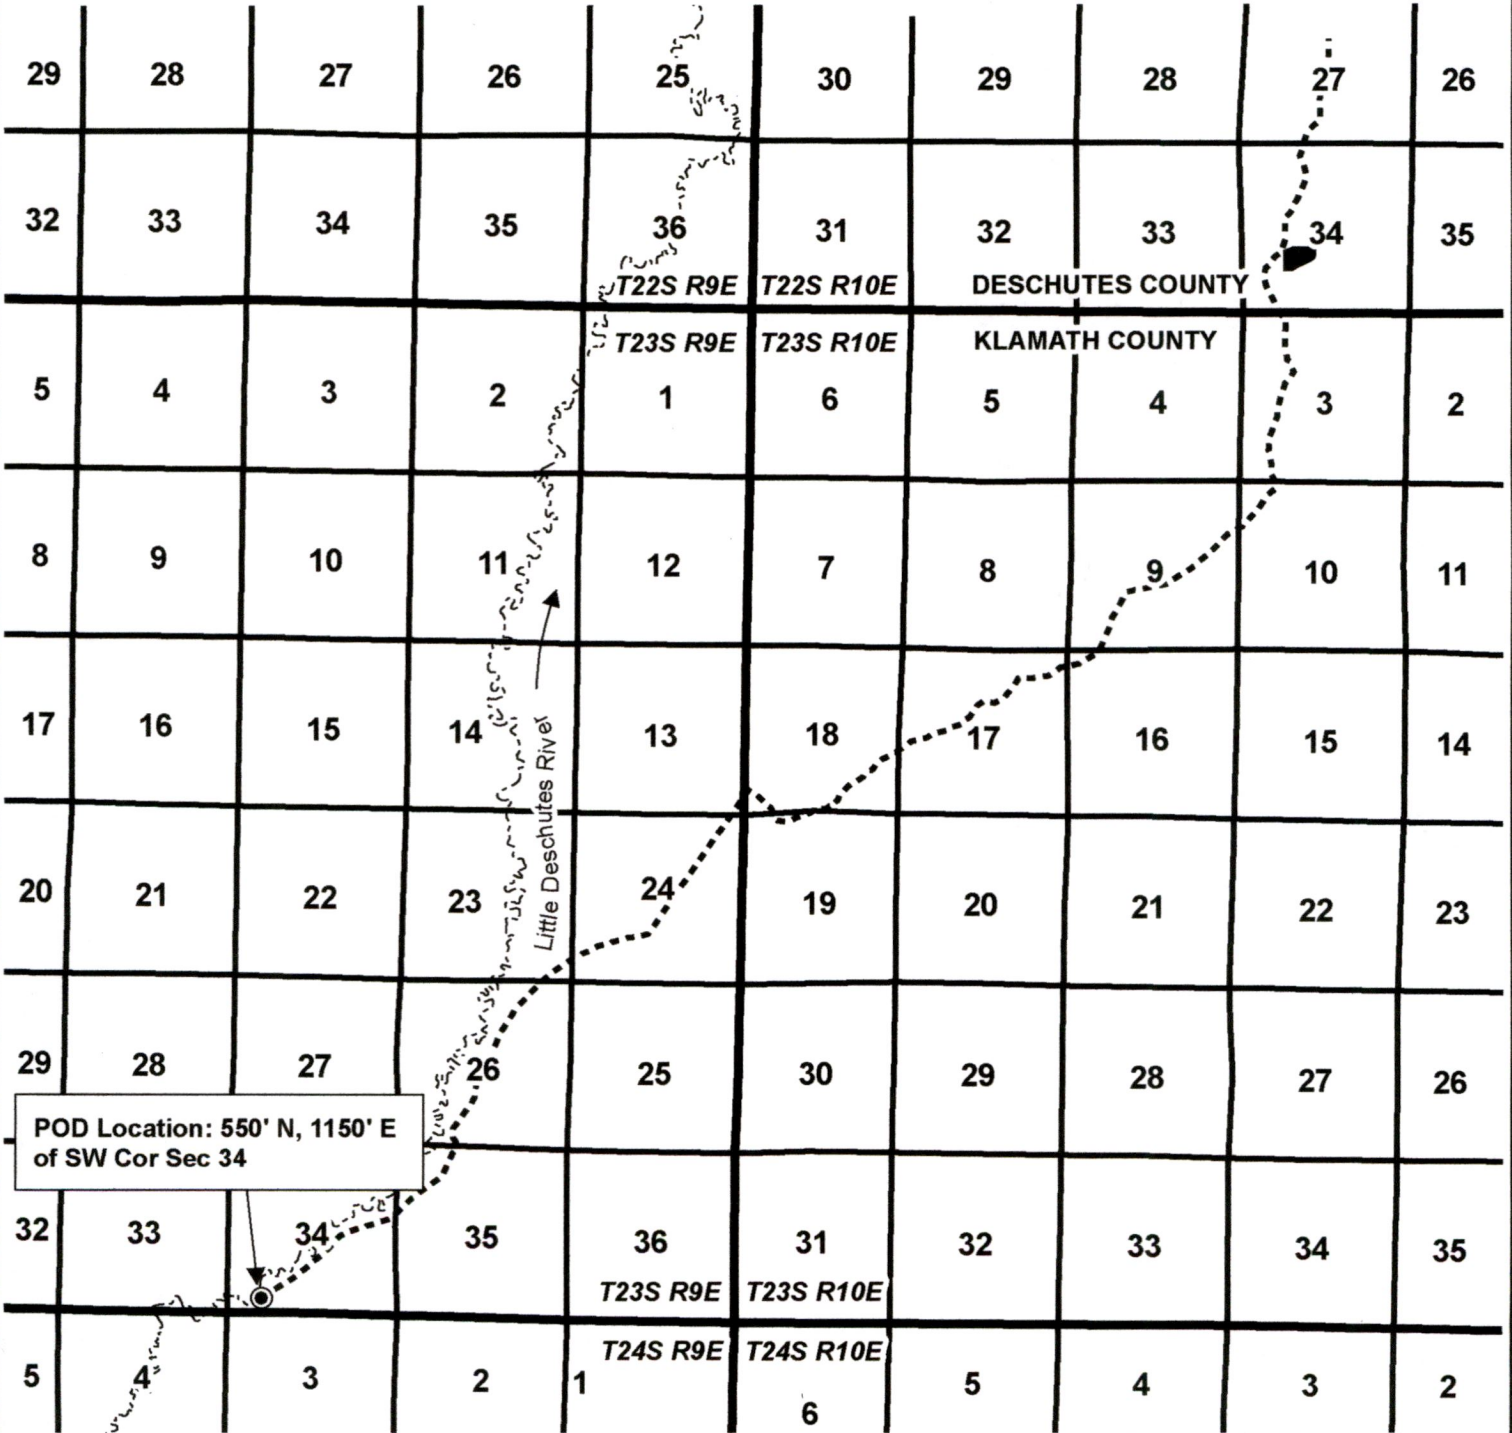 29 28 27 26 25 30 29 28 27 26
32 33 34 35 36 31 32 33 34 35
T22S R9E T22S R10E DESCHUTES COUNTY
T23S R9E T23S R10E KLAMATH COUNTY
5 4 3 2 1 6 5 4 3 2
8 9 10 11 12 7 8 9 10 11
17 16 15 14 13 18 17 16 15 14
Little Deschutes River
20 21 22 23 24 19 20 21 22 23
29 28 27 26 25 30 29 28 27 26
POD Location: 550' N, 1150' E
of SW Cor Sec 34
32 33 34 35 36 31 32 33 34 35
T23S R9E T23S R10E
T24S R9E T24S R10E
5 4 3 2 1 6 5 4 3 2